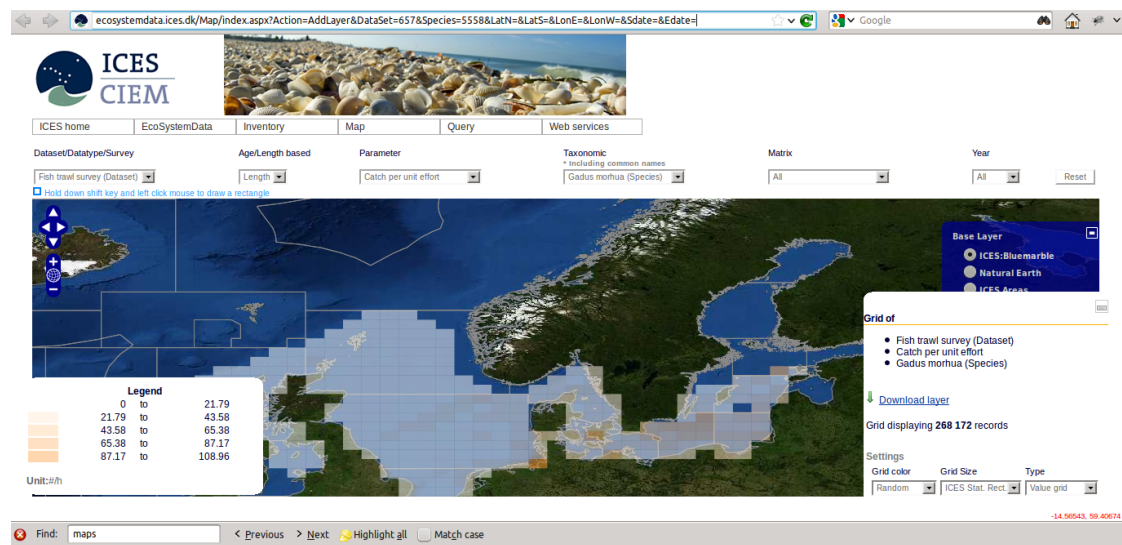 ecosystemdata.ices.dk/Map/index.aspx?Action=AddLayer&DataSet=657&Species=5558&LatN=&LatS=&LonE=&LonW=&Sdate=&Edate=
Google
ICES
CIEM
ICES home EcoSystemData Inventory Map Query Web services
Dataset/Datatype/Survey Age/Length based Parameter Taxonomic Matrix Year
* Including common names
Fish trawl survey (Dataset) Length Catch per unit effort Gadus morhua (Species) All All Reset
Hold down shift key and left click mouse to draw a rectangle
Base Layer
ICES:Bluemarble
Natural Earth
ICES Areas
Grid of
Fish trawl survey (Dataset)
Catch per unit effort
Gadus morhua (Species)
Download layer
Grid displaying 268 172 records
Settings
Grid color Grid Size Type
Random ICES Stat. Rect. Value grid
Legend
0 to 21.79
21.79 to 43.58
43.58 to 65.38
65.38 to 87.17
87.17 to 108.96
Unit:#/h
-14.56543, 59.40674
Find: maps Previous Next Highlight all Match case